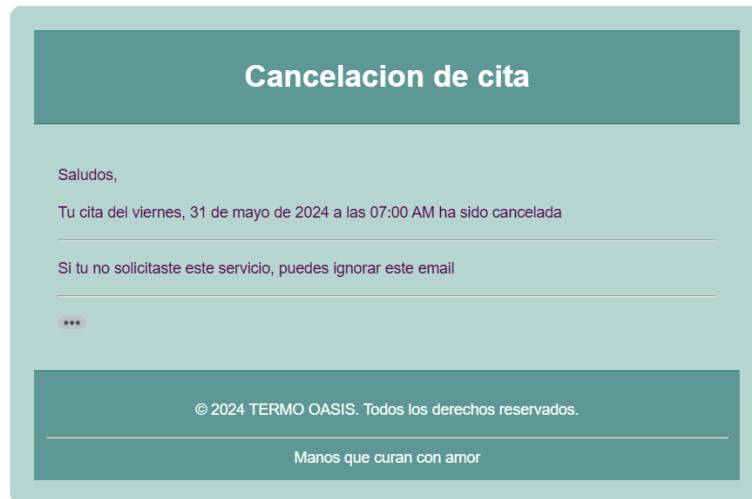 Cancelacion de cita
Saludos,
Tu cita del viernes, 31 de mayo de 2024 a las 07:00 AM ha sido cancelada
Si tu no solicitaste este servicio, puedes ignorar este email
© 2024 TERMO OASIS. Todos los derechos reservados.
Manos que curan con amor